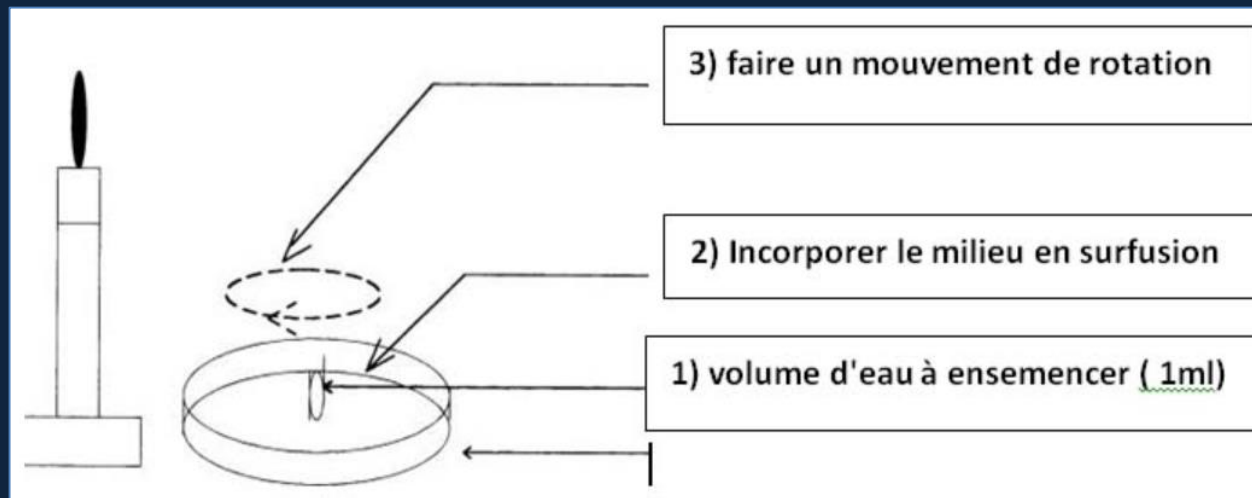 3) faire un mouvement de rotation
2) Incorporer le milieu en surfusion
1) volume d'eau à ensemencer ( 1ml)